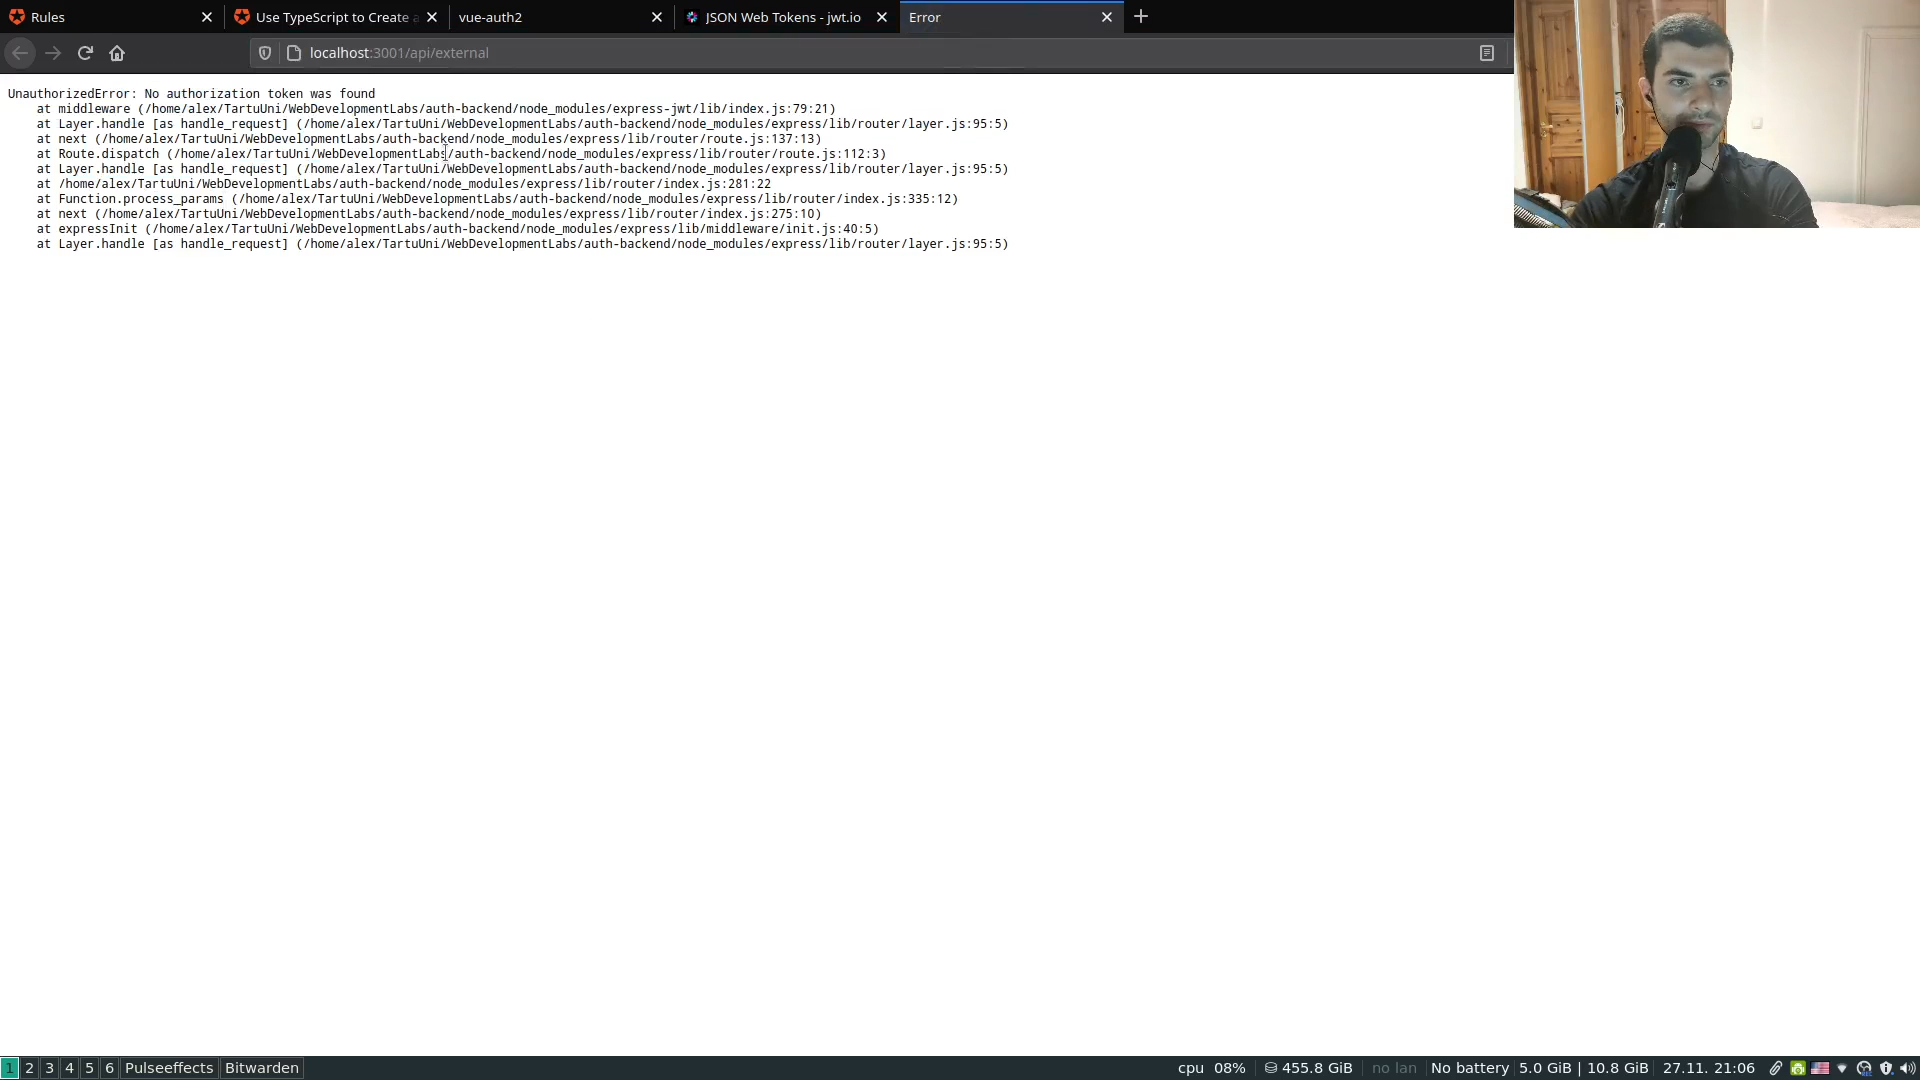 Rules
Use TypeScript to Create a
vue-auth2
JSON Web Tokens - jwt.io
Error
localhost:3001/api/external
UnauthorizedError: No authorization token was found
at middleware (/home/alex/TartuUni/WebDevelopmentLabs/auth-backend/node_modules/express-jwt/lib/index.js:79:21)
at Layer.handle [as handle_request] (/home/alex/TartuUni/WebDevelopmentLabs/auth-backend/node_modules/express/lib/router/layer.js:95:5)
at next (/home/alex/TartuUni/WebDevelopmentLabs/auth-backend/node_modules/express/lib/router/route.js:137:13)
at Route.dispatch (/home/alex/TartuUni/WebDevelopmentLabs/auth-backend/node_modules/express/lib/router/route.js:112:3)
at Layer.handle [as handle_request] (/home/alex/TartuUni/WebDevelopmentLabs/auth-backend/node_modules/express/lib/router/layer.js:95:5)
at /home/alex/TartuUni/WebDevelopmentLabs/auth-backend/node_modules/express/lib/router/index.js:281:22
at Function.process_params (/home/alex/TartuUni/WebDevelopmentLabs/auth-backend/node_modules/express/lib/router/index.js:335:12)
at next (/home/alex/TartuUni/WebDevelopmentLabs/auth-backend/node_modules/express/lib/router/index.js:275:10)
at expressInit (/home/alex/TartuUni/WebDevelopmentLabs/auth-backend/node_modules/express/lib/middleware/init.js:40:5)
at Layer.handle [as handle_request] (/home/alex/TartuUni/WebDevelopmentLabs/auth-backend/node_modules/express/lib/router/layer.js:95:5)
1 2 3 4 5 6 Pulseeffects Bitwarden
cpu 08% 455.8 GiB no lan No battery 5.0 GiB | 10.8 GiB 27.11. 21:06